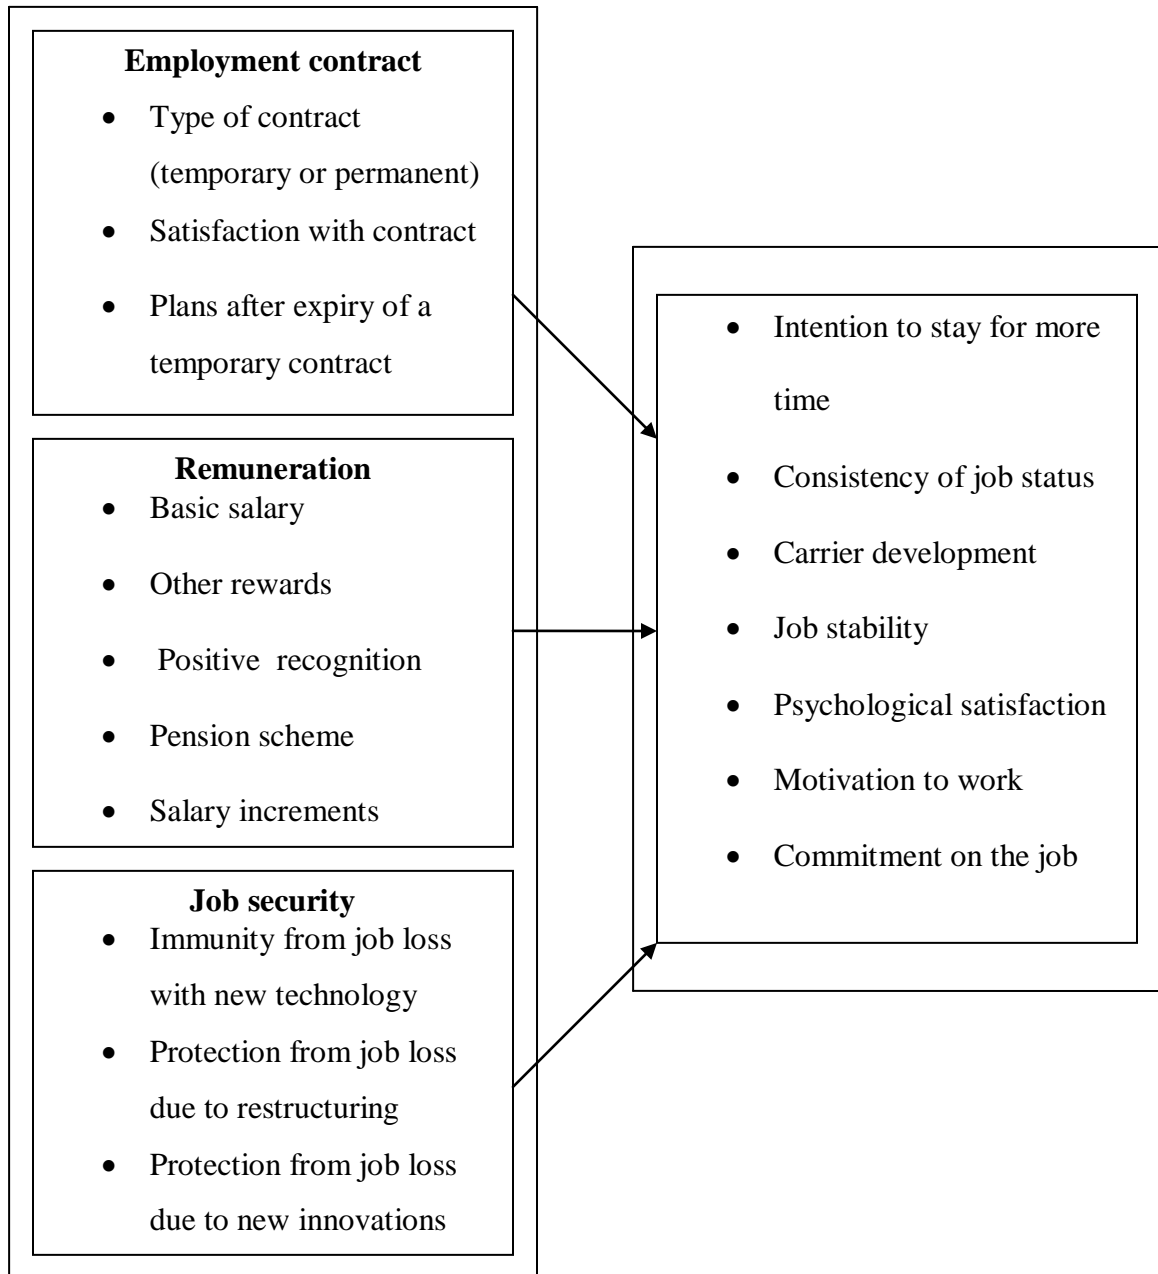 Employment contract
• Type of contract
(temporary or permanent)
• Satisfaction with contract
• Plans after expiry of a
temporary contract
Remuneration
• Basic salary
• Other rewards
• Positive recognition
• Pension scheme
• Salary increments
Job security
• Immunity from job loss
with new technology
• Protection from job loss
due to restructuring
• Protection from job loss
due to new innovations
• Intention to stay for more
time
• Consistency of job status
• Carrier development
• Job stability
• Psychological satisfaction
• Motivation to work
• Commitment on the job